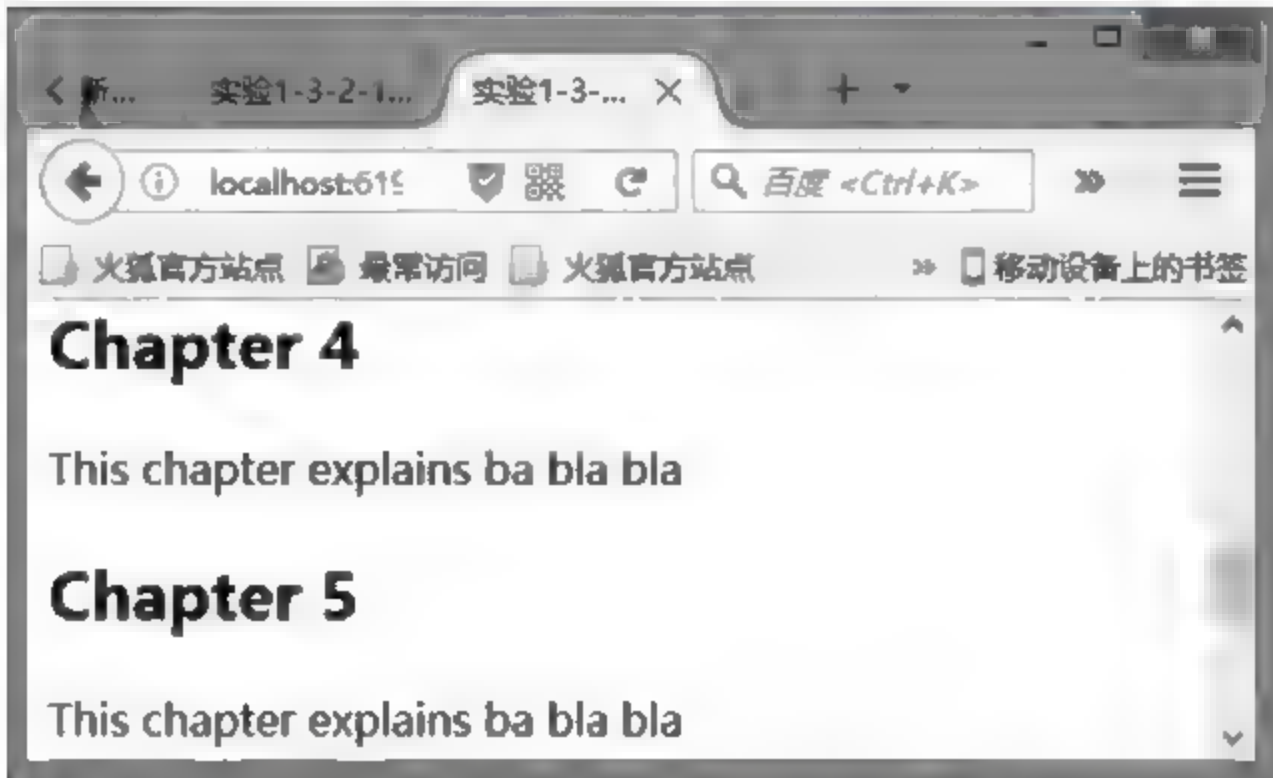 新... 实验1-3-2-1... 实验1-3-...
localhost:619 百度 <Ctrl+K>
火狐官方站点 最常访问 火狐官方站点 移动设备上的书签
Chapter 4
This chapter explains ba bla bla
Chapter 5
This chapter explains ba bla bla